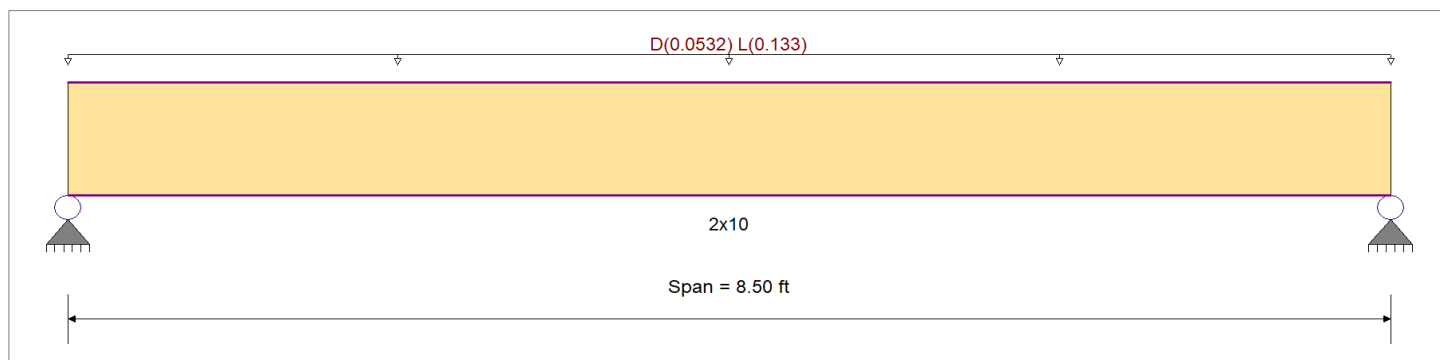 D(0.0532) L(0.133)
2x10
Span = 8.50 ft